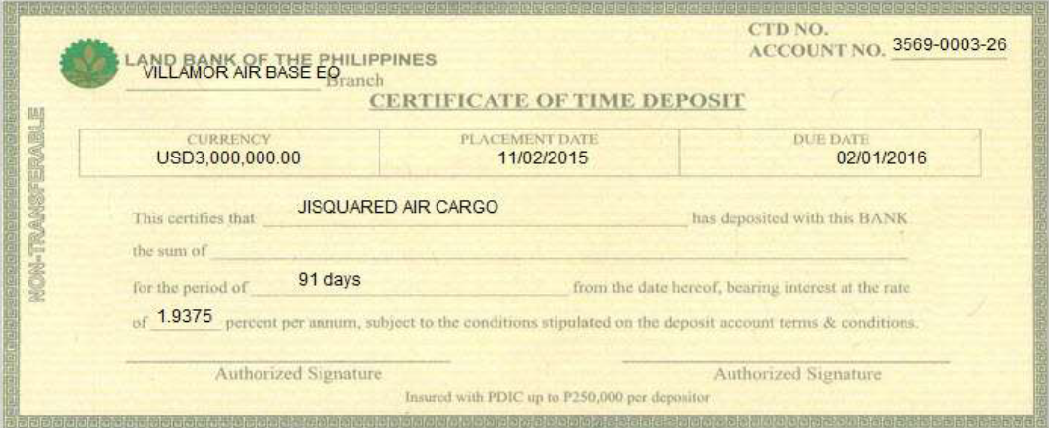 CTD NO.
ACCOUNT NO. 3569-0003-26
LAND BANK OF THE PHILIPPINES
VILLAMOR AIR BASE EO
Branch
CERTIFICATE OF TIME DEPOSIT
NON-TRANSFERABLE
CURRENCY PLACEMENT DATE DUE DATE
USD3,000,000.00 11/02/2015 02/01/2016
This certifies that JISQUARED AIR CARGO has deposited with this BANK
the sum of
for the period of 91 days from the date hereof, bearing interest at the rate
of 1.9375 percent per annum, subject to the conditions stipulated on the deposit account terms & conditions.
Authorized Signature Authorized Signature
Insured with PDIC up to P250,000 per depositor